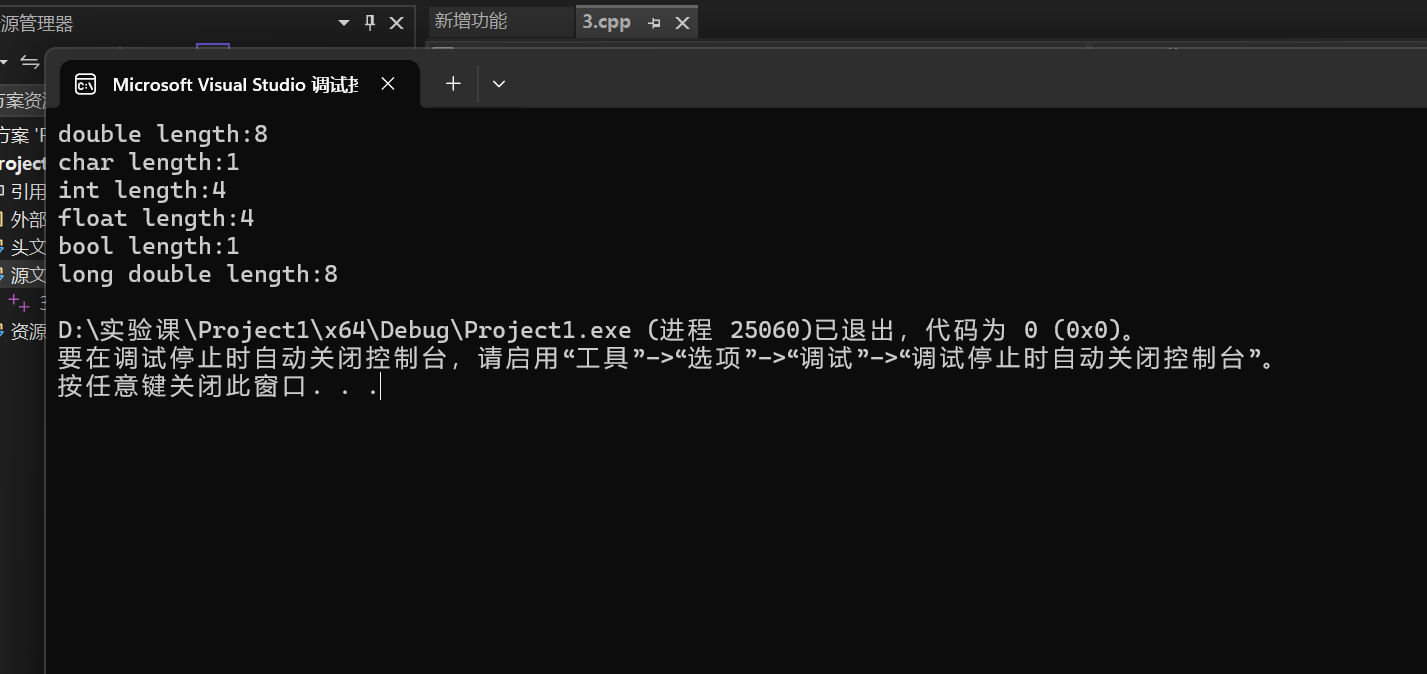 源管理器
新增功能
3.cpp
Microsoft Visual Studio 调试
方案资
方案 'F
roject
引用
外部
头文
源文
资源
double length:8
char length:1
int length:4
float length:4
bool length:1
long double length:8
D:\实验课\Project1\x64\Debug\Project1.exe (进程 25060)已退出，代码为 0 (0x0)。
要在调试停止时自动关闭控制台，请启用“工具”->“选项”->“调试”->“调试停止时自动关闭控制台”。
按任意键关闭此窗口. . .